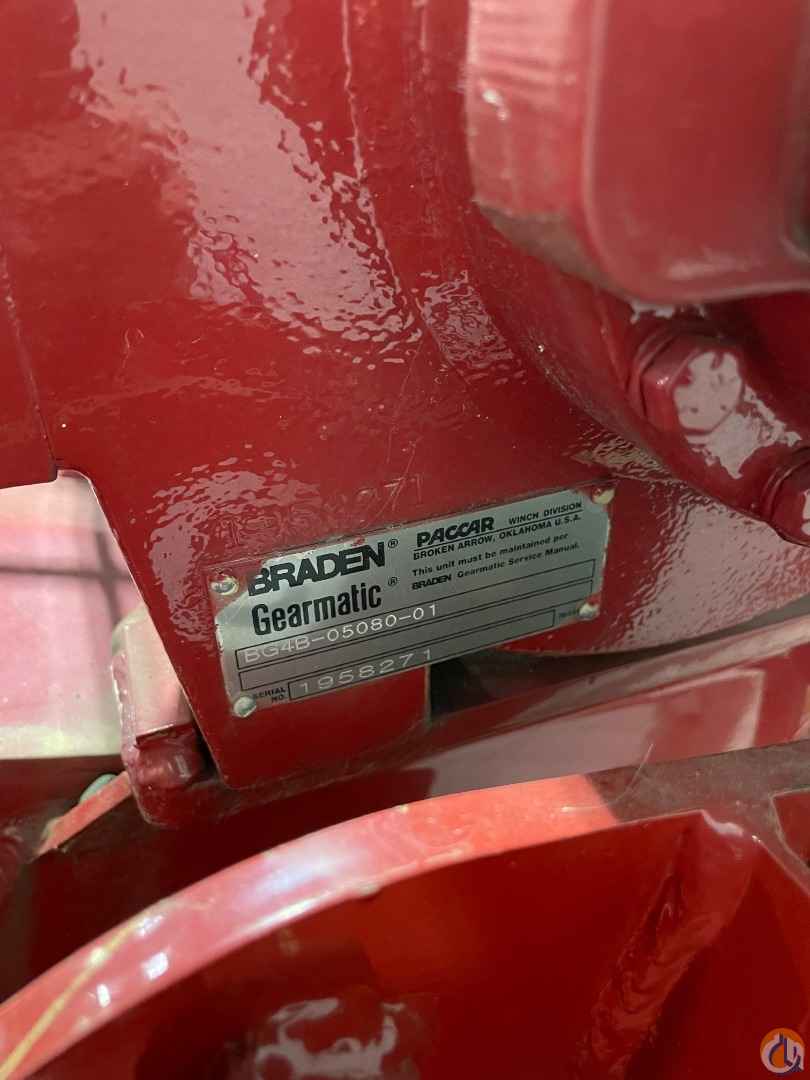 BRADEN®
PACCAR WINCH DIVISION
BROKEN ARROW, OKLAHOMA U.S.A.
Gearmatic®
This unit must be maintained per
BRADEN Gearmatic Service Manual.
BG4B-05080-01
SERIAL NO. 1958271